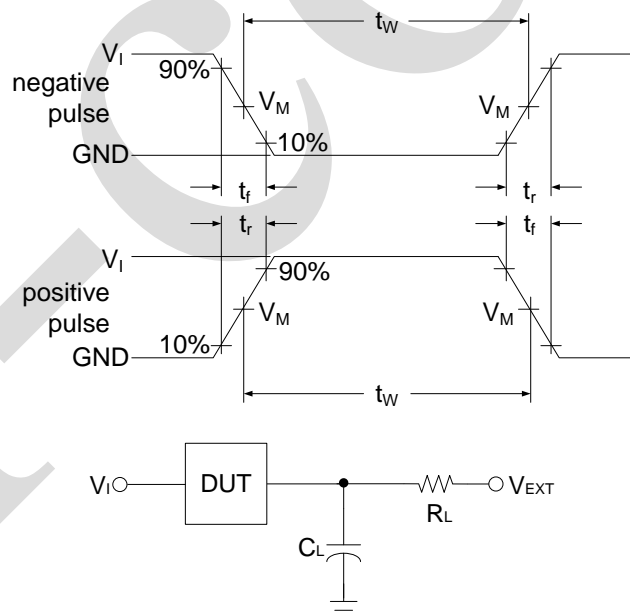 tW
VI
90%
negative
pulse
VM
VM
10%
GND
tf
tr
tr
tf
VI
90%
positive
pulse
VM
VM
10%
GND
tW
VI
DUT
VEXT
RL
CL